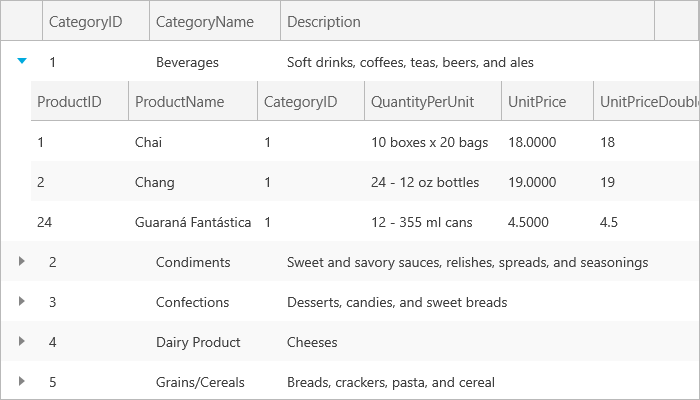 CategoryID CategoryName Description
1 Beverages Soft drinks, coffees, teas, beers, and ales
ProductID ProductName CategoryID QuantityPerUnit UnitPrice UnitPriceDoubl
1 Chai 1 10 boxes x 20 bags 18.0000 18
2 Chang 1 24 - 12 oz bottles 19.0000 19
24 Guaraná Fantástica 1 12 - 355 ml cans 4.5000 4.5
2 Condiments Sweet and savory sauces, relishes, spreads, and seasonings
3 Confections Desserts, candies, and sweet breads
4 Dairy Product Cheeses
5 Grains/Cereals Breads, crackers, pasta, and cereal